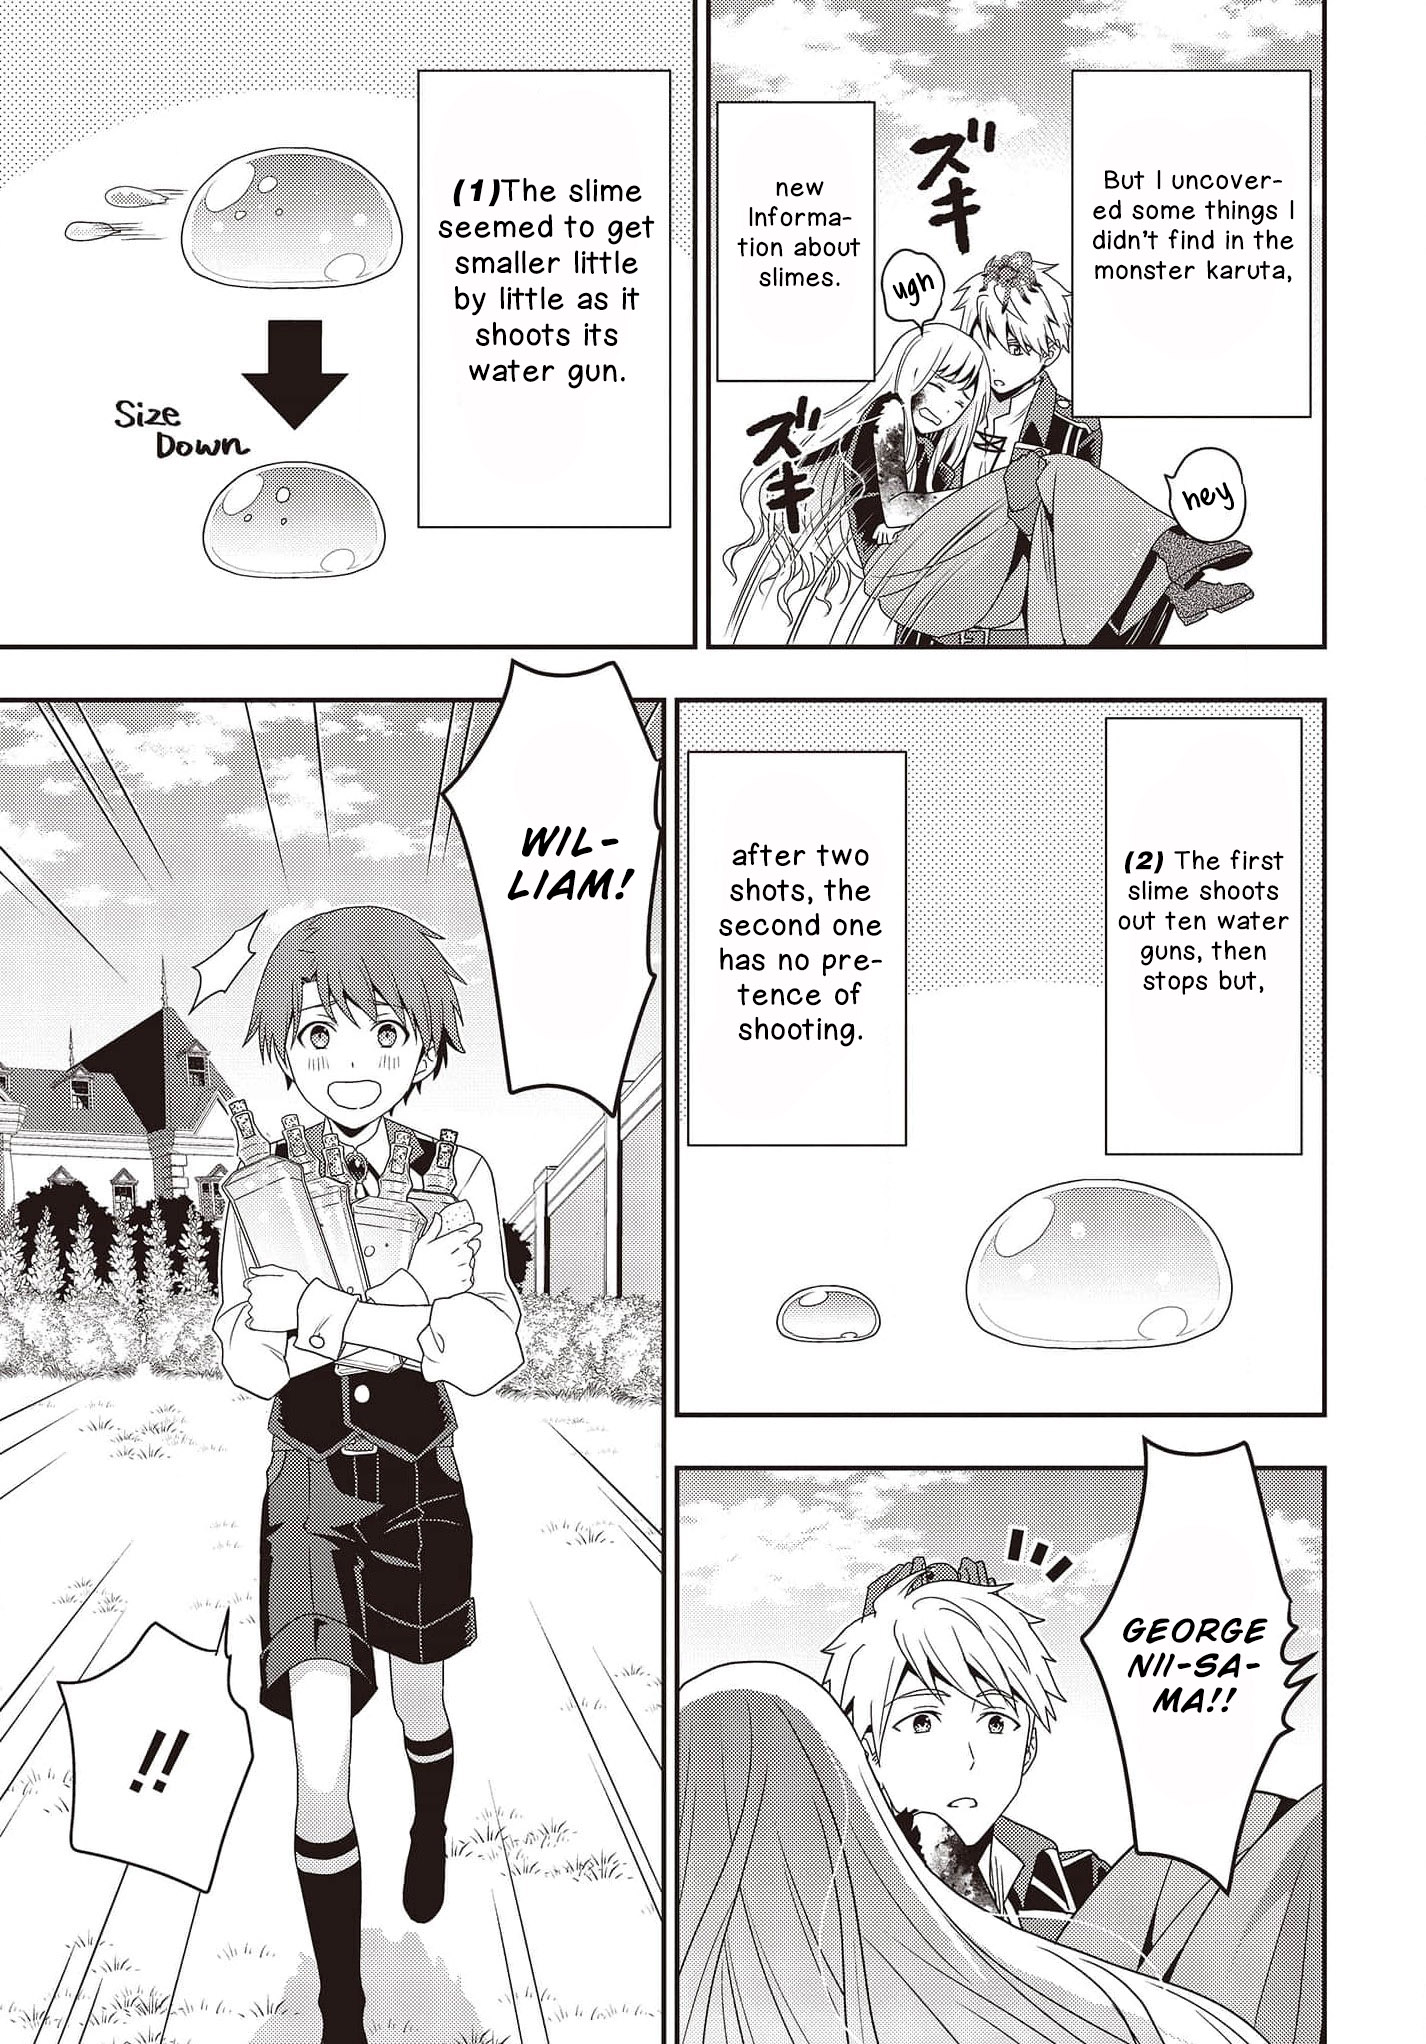 But I uncover-
ed some things I
didn't find in the
monster karuta,
ズキ
new
Informa-
tion about
slimes.
ugh
ズキ
hey
(1)The slime
seemed to get
smaller little
by little as it
shoots its
water gun.
Size
Down
(2) The first
slime shoots
out ten water
guns, then
stops but,
after two
shots, the
second one
has no pre-
tence of
shooting.
GEORGE
NII-SA-
MA!!
WIL-
LIAM!
!!